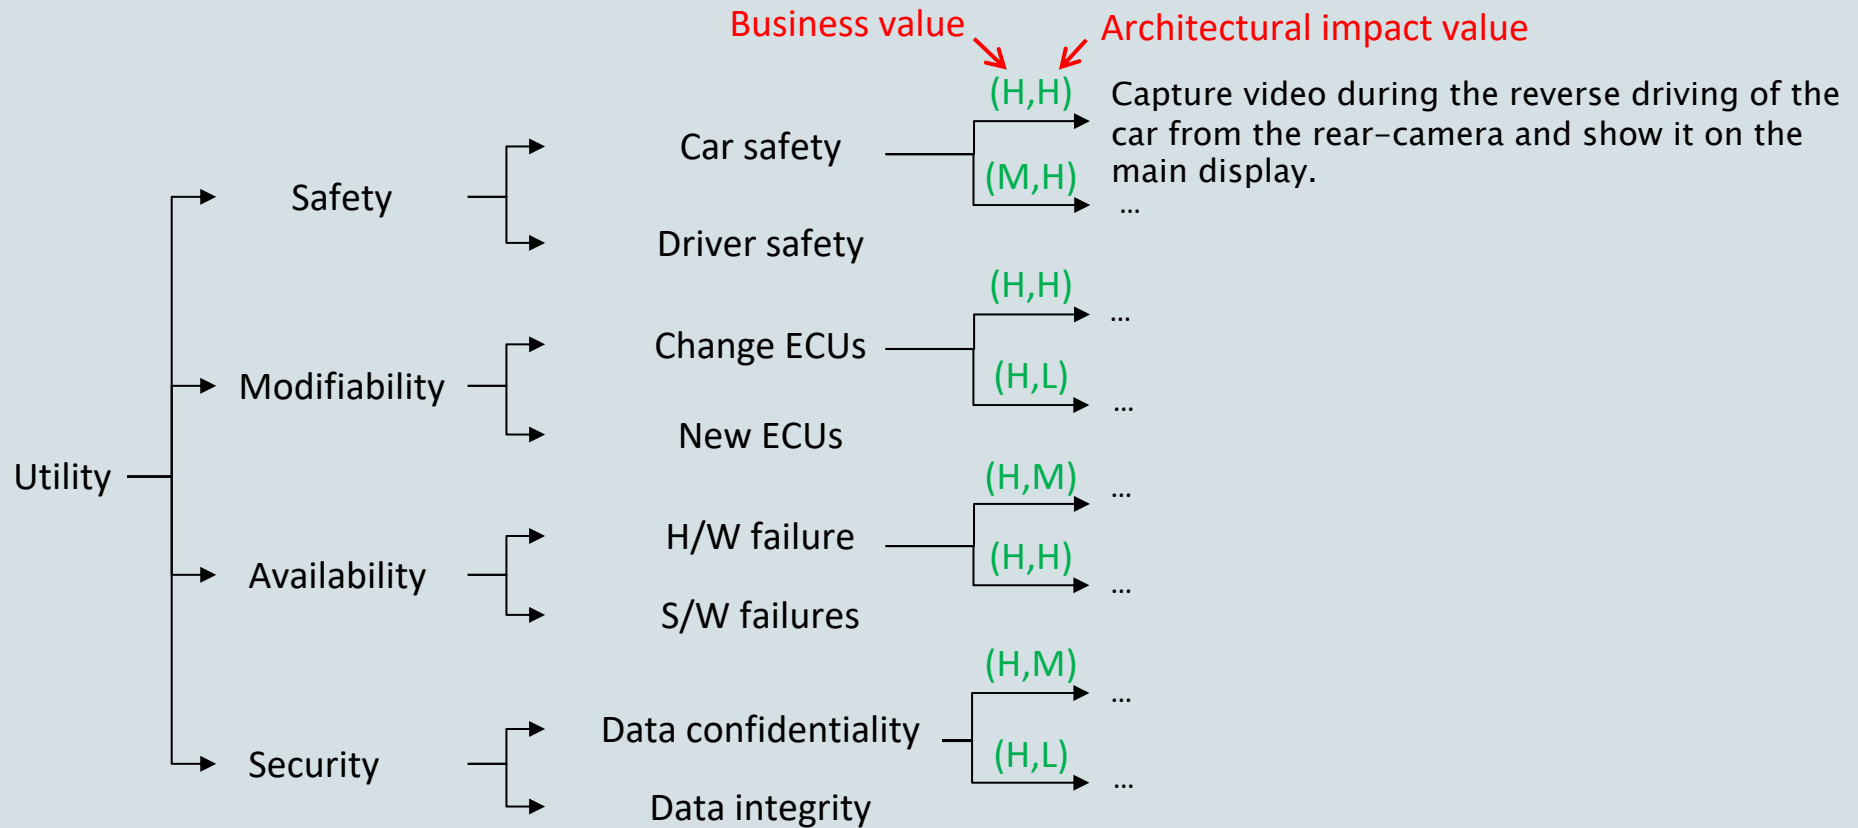 Business value
Architectural impact value
(H,H)
Capture video during the reverse driving of the
car from the rear-camera and show it on the
main display.
Car safety
(M,H)
...
Safety
Driver safety
(H,H)
...
Change ECUs
(H,L)
...
Modifiability
New ECUs
Utility
(H,M)
...
H/W failure
(H,H)
...
Availability
S/W failures
(H,M)
...
Data confidentiality
(H,L)
...
Security
Data integrity